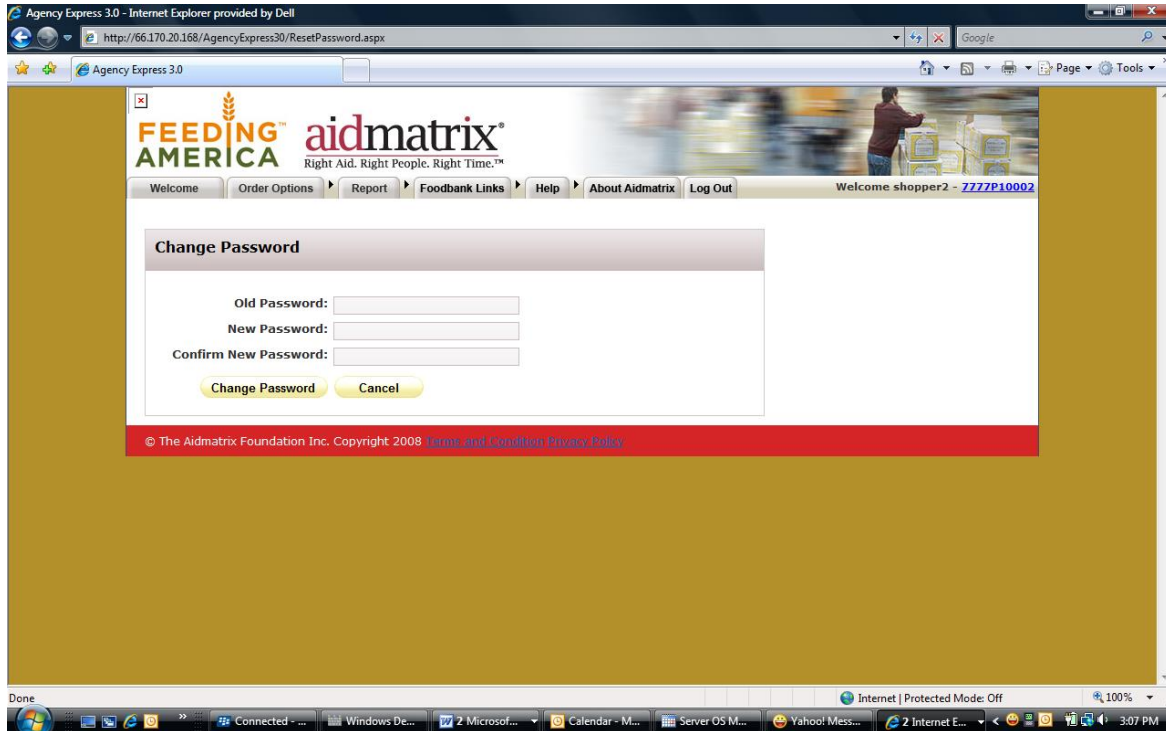 Agency Express 3.0 - Internet Explorer provided by Dell
http://66.170.20.168/AgencyExpress30/ResetPassword.aspx
Google
Agency Express 3.0
Page
Tools
FEEDING™
AMERICA
aidmatrix®
Right Aid. Right People. Right Time.™
Welcome Order Options Report Foodbank Links Help About Aidmatrix Log Out
Welcome shopper2 - 7777P10002
Change Password
Old Password:
New Password:
Confirm New Password:
Change Password Cancel
© The Aidmatrix Foundation Inc. Copyright 2008 Terms and Condition Privacy Policy
Done
Internet | Protected Mode: Off
100%
Connected - ... Windows De... 2 Microsof... Calendar - M... Server OS M... Yahoo! Mess... 2 Internet E... 3:07 PM